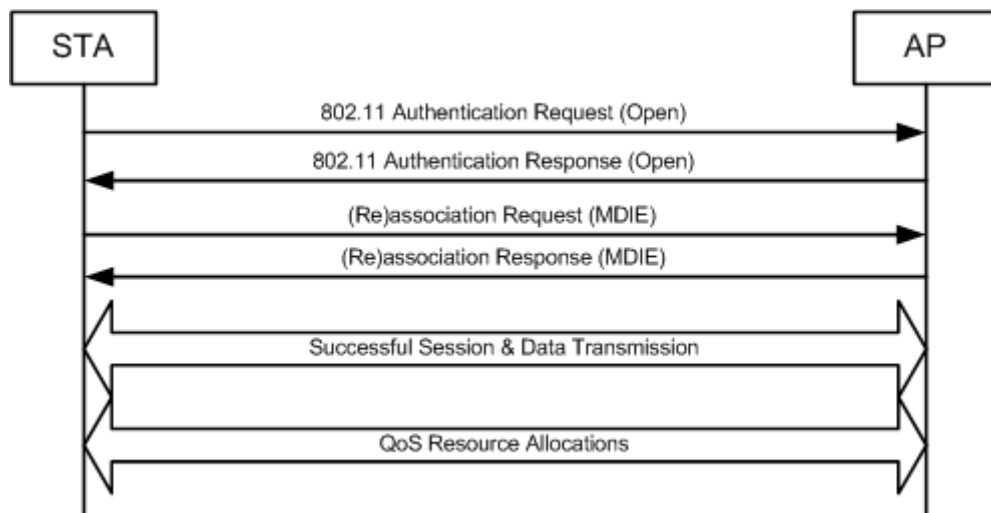 STA
AP
802.11 Authentication Request (Open)
802.11 Authentication Response (Open)
(Re)association Request (MDIE)
(Re)association Response (MDIE)
Successful Session & Data Transmission
QoS Resource Allocations